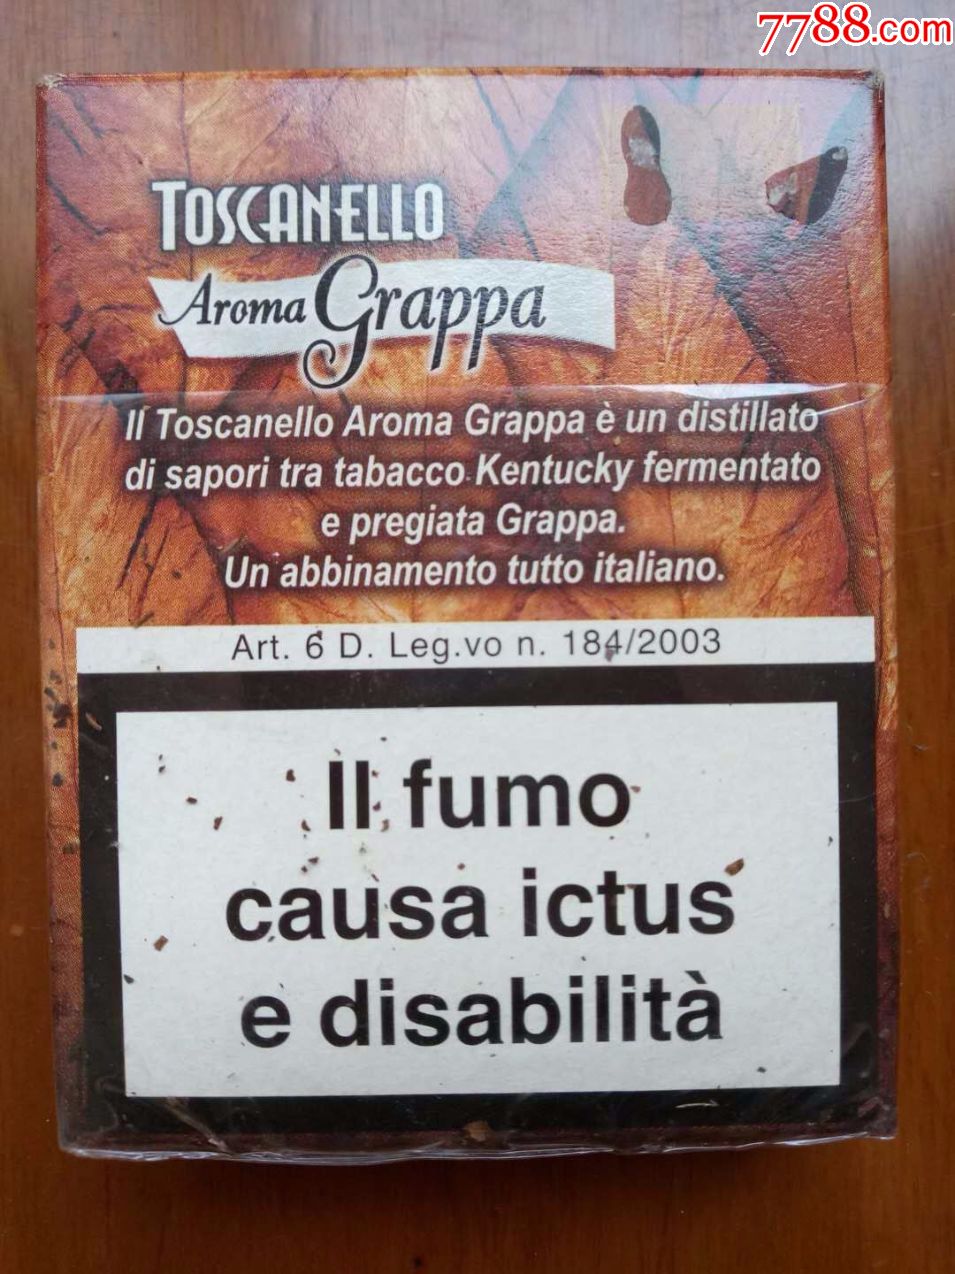 7788.com
TOSCANELLO
Aroma Grappa
Il Toscanello Aroma Grappa è un distillato
di sapori tra tabacco Kentucky fermentato
e pregiata Grappa.
Un abbinamento tutto italiano.
Art. 6 D. Leg.vo n. 184/2003
Il fumo
causa ictus
e disabilità